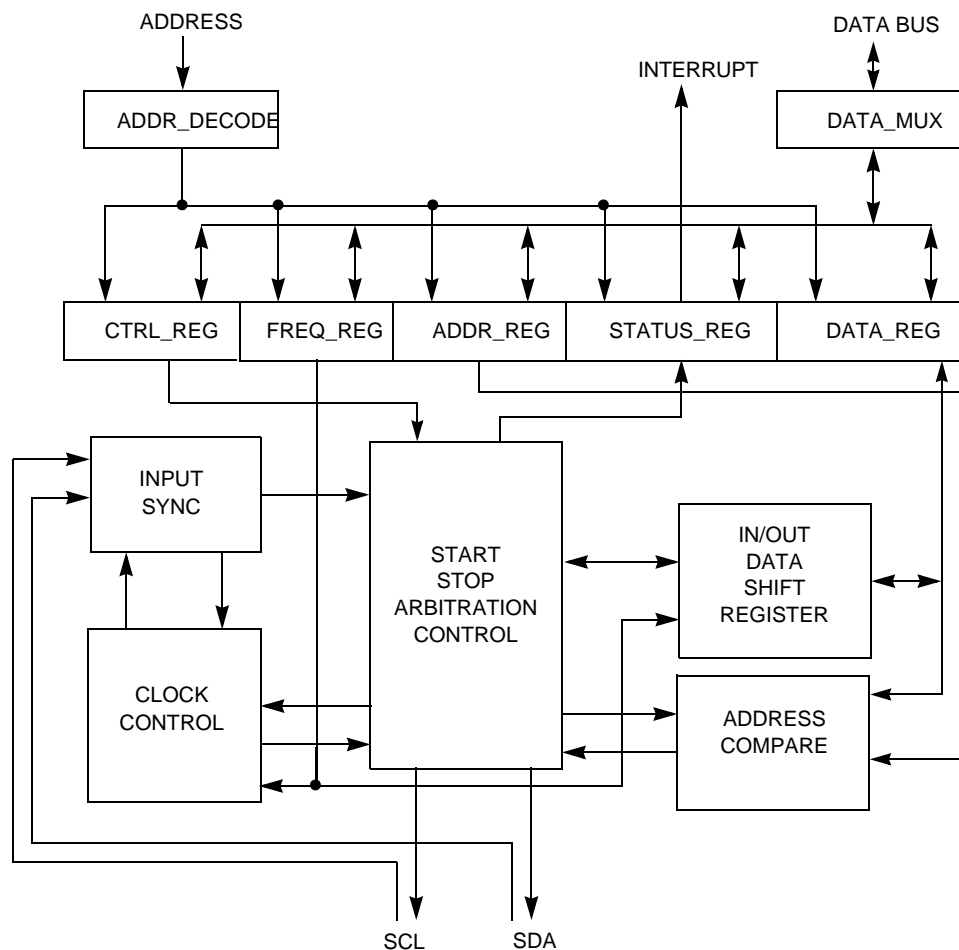 ADDRESS
DATA BUS
INTERRUPT
ADDR_DECODE
DATA_MUX
CTRL_REG
FREQ_REG
ADDR_REG
STATUS_REG
DATA_REG
INPUT
SYNC
START
STOP
ARBITRATION
CONTROL
IN/OUT
DATA
SHIFT
REGISTER
CLOCK
CONTROL
ADDRESS
COMPARE
SCL
SDA